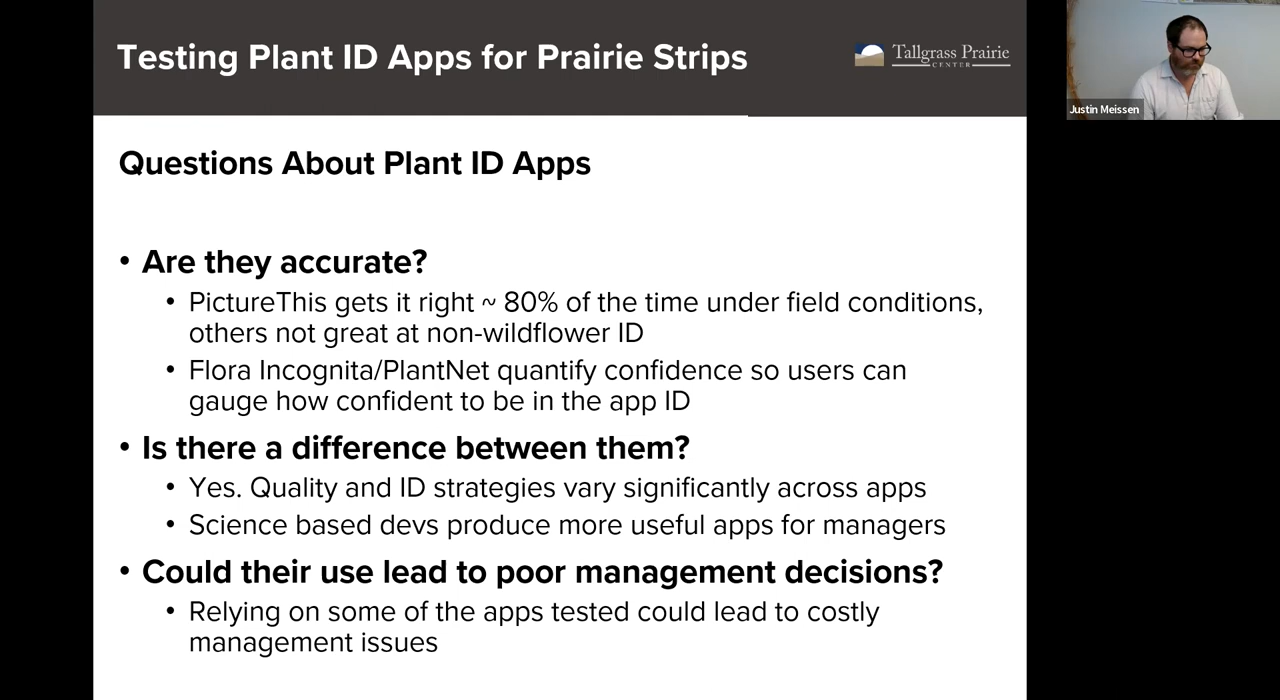 Testing Plant ID Apps for Prairie Strips
Tallgrass Prairie
CENTER
Justin Meissen
Questions About Plant ID Apps
• Are they accurate?
• PictureThis gets it right ~ 80% of the time under field conditions,
others not great at non-wildflower ID
• Flora Incognita/PlantNet quantify confidence so users can
gauge how confident to be in the app ID
• Is there a difference between them?
• Yes. Quality and ID strategies vary significantly across apps
• Science based devs produce more useful apps for managers
• Could their use lead to poor management decisions?
• Relying on some of the apps tested could lead to costly
management issues